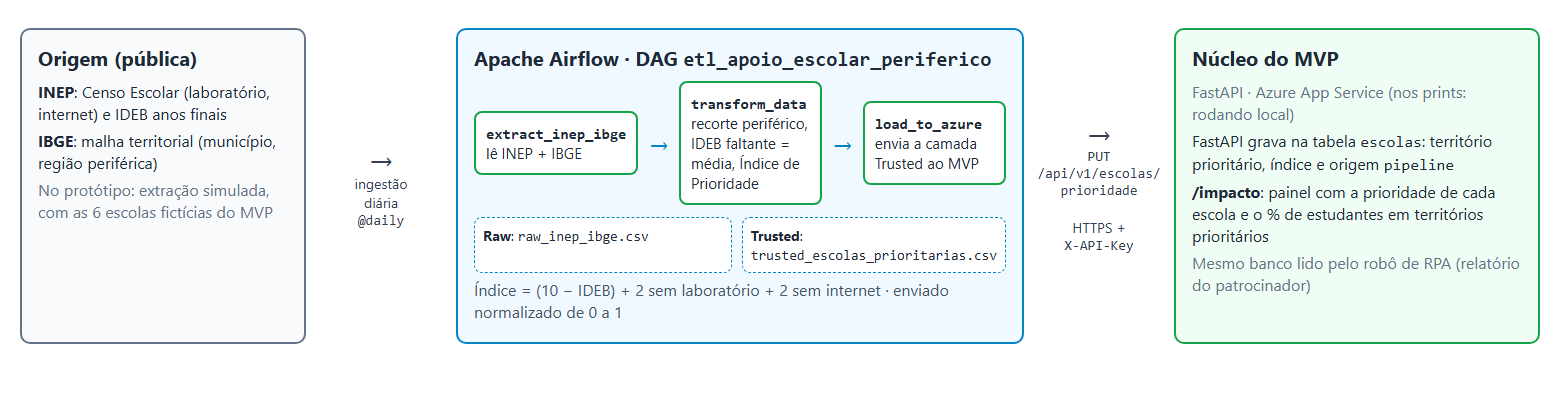 Origem (pública)
INEP: Censo Escolar (laboratório,
internet) e IDEB anos finais
IBGE: malha territorial (município,
região periférica)
No protótipo: extração simulada,
com as 6 escolas fictícias do MVP
→
ingestão
diária
@daily
Apache Airflow · DAG etl_apoio_escolar_periferico
extract_inep_ibge
lê INEP + IBGE
→
transform_data
recorte periférico,
IDEB faltante =
média, Índice de
Prioridade
→
load_to_azure
envia a camada
Trusted ao MVP
Raw: raw_inep_ibge.csv
Trusted:
trusted_escolas_prioritarias.csv
Índice = (10 − IDEB) + 2 sem laboratório + 2 sem internet · enviado
normalizado de 0 a 1
→
PUT
/api/v1/escolas/
prioridade
HTTPS +
X-API-Key
Núcleo do MVP
FastAPI · Azure App Service (nos prints:
rodando local)
FastAPI grava na tabela escolas: território
prioritário, índice e origem pipeline
/impacto: painel com a prioridade de cada
escola e o % de estudantes em territórios
prioritários
Mesmo banco lido pelo robô de RPA (relatório
do patrocinador)